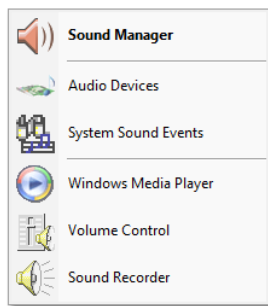 Sound Manager
Audio Devices
System Sound Events
Windows Media Player
Volume Control
Sound Recorder